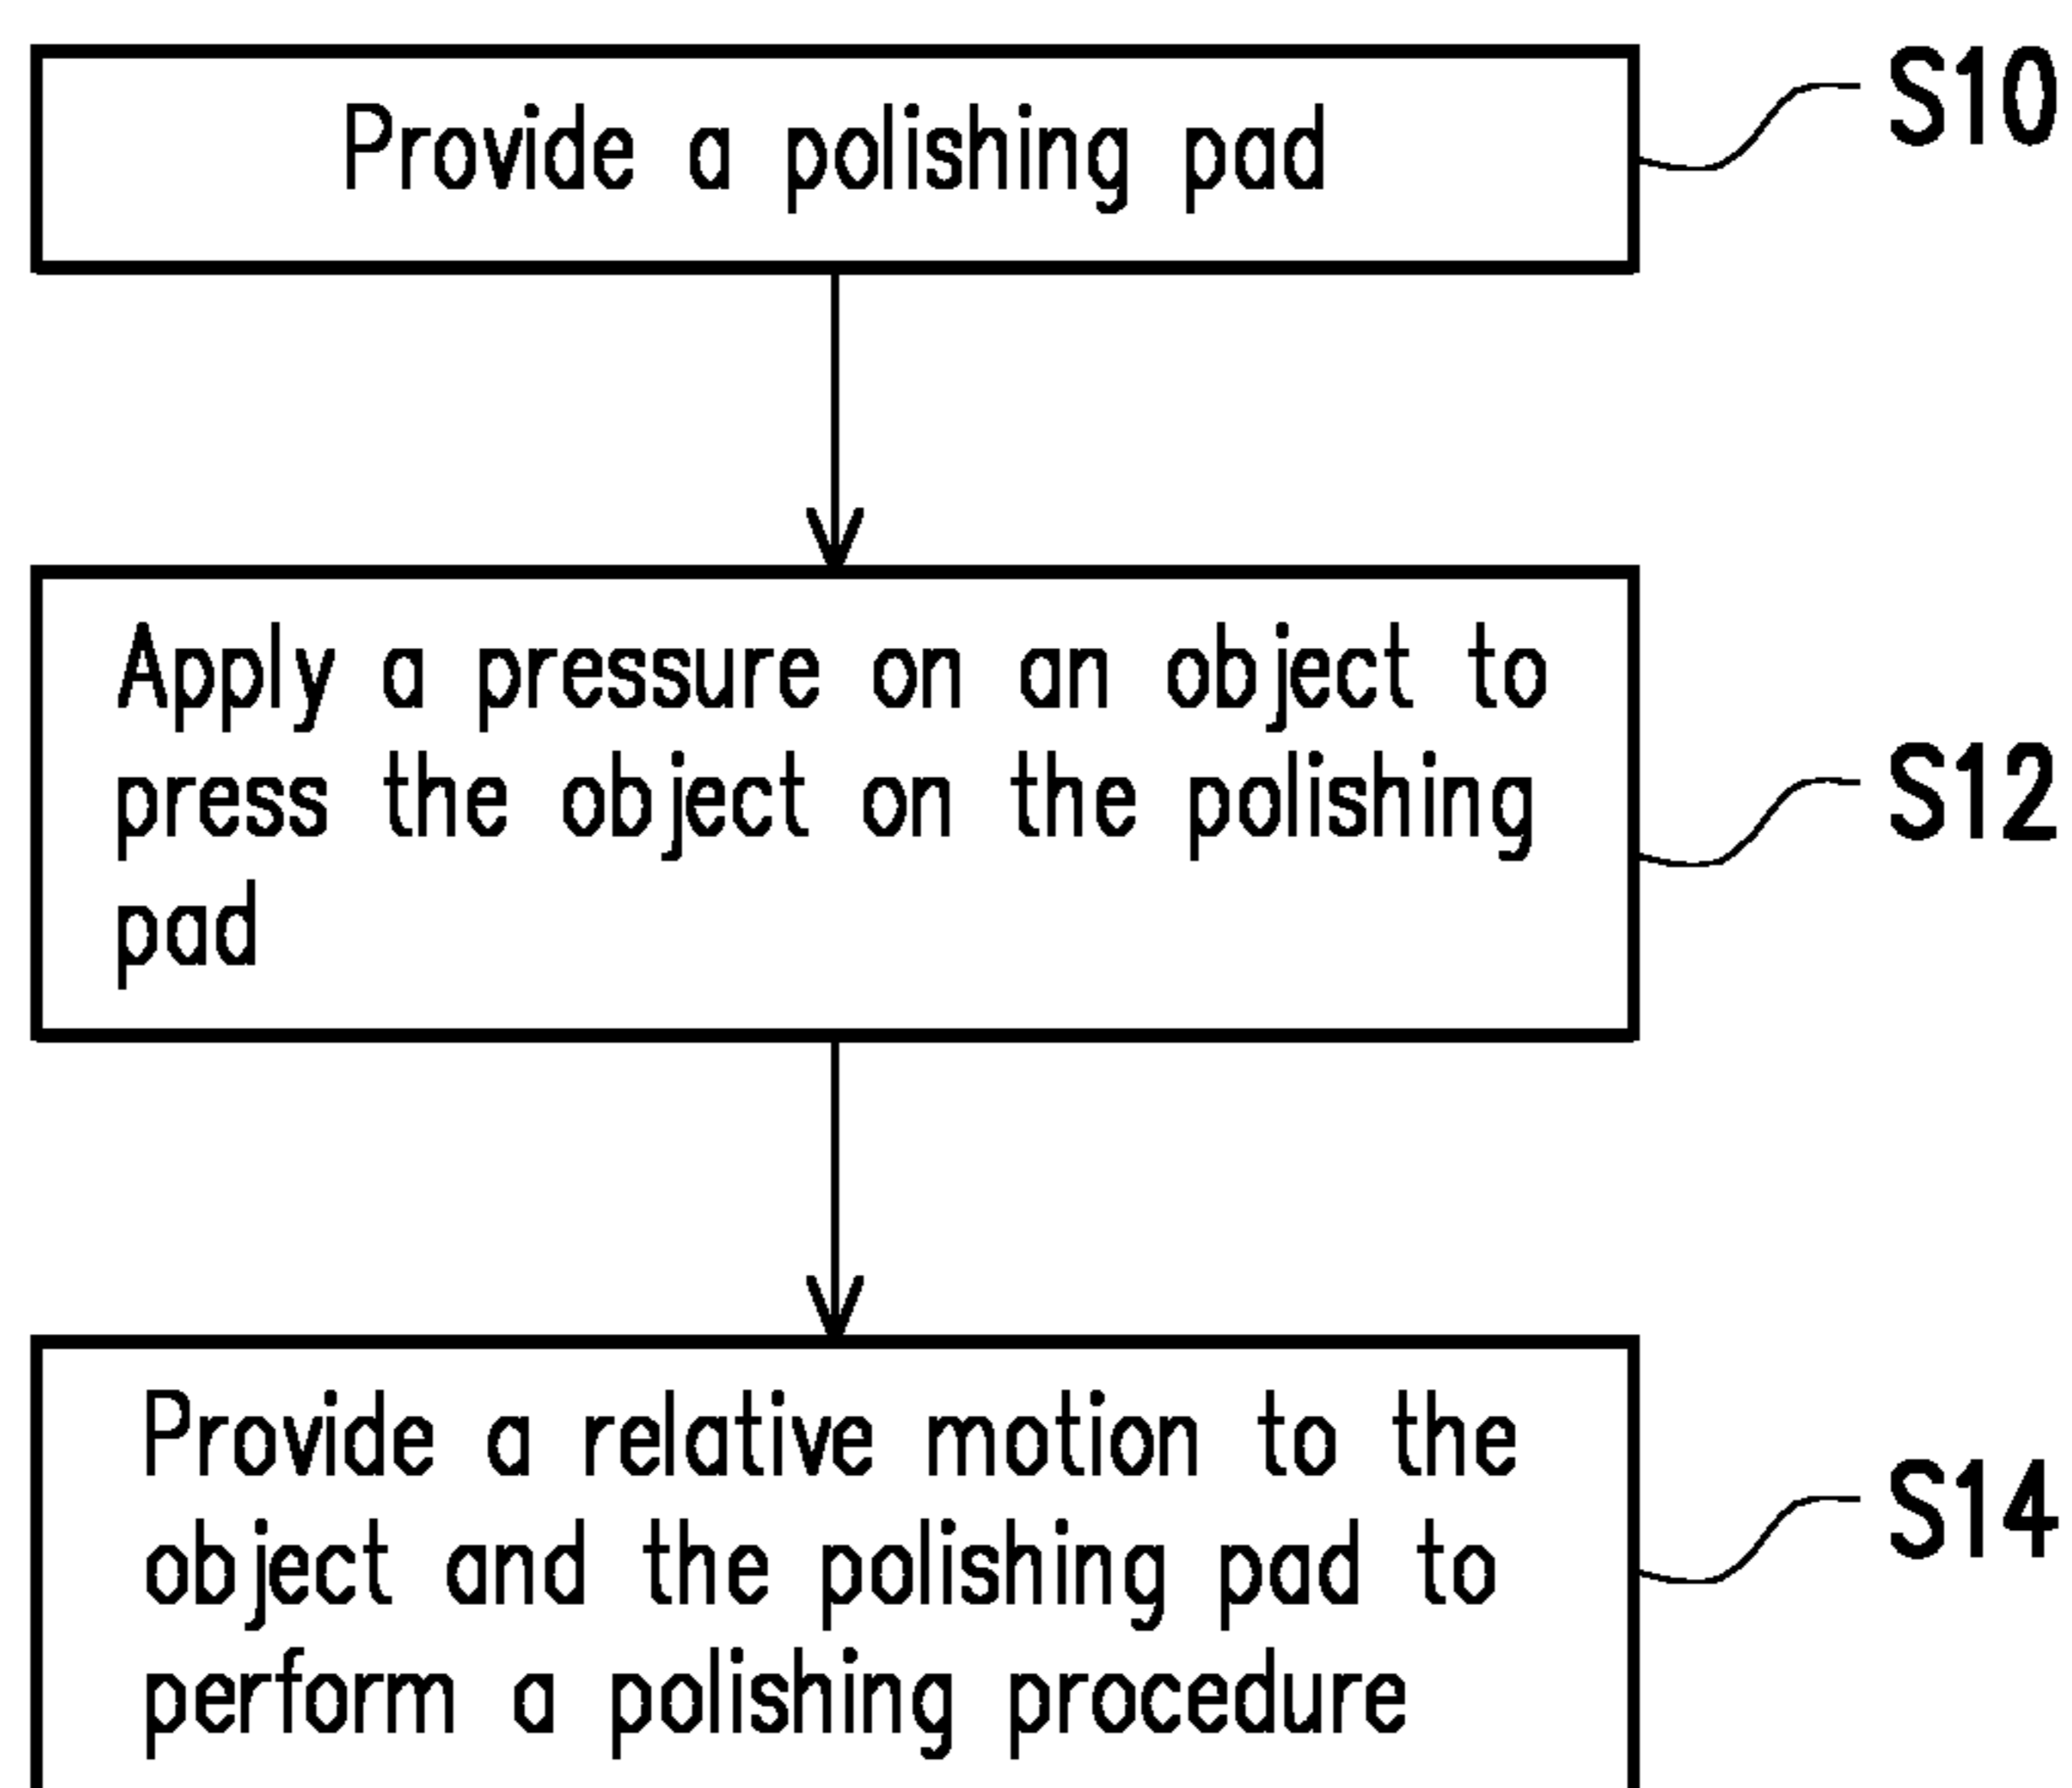 Provide a polishing pad
S10
Apply a pressure on an object to
press the object on the polishing
pad
S12
Provide a relative motion to the
object and the polishing pad to
perform a polishing procedure
S14